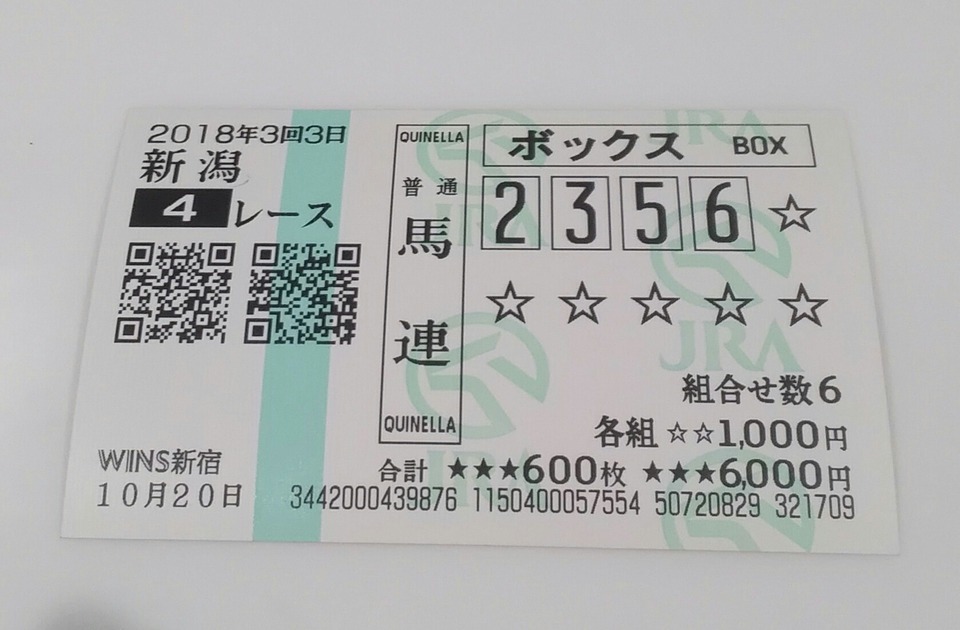 2018年3回3日
新潟
4レース
QUINELLA
普通
馬連
QUINELLA
ボックス BOX
2 3 5 6 ☆
☆ ☆ ☆ ☆ ☆
組合せ数6
各組 ☆☆1,000円
合計 ★★★600枚 ★★★6,000円
WINS新宿
10月20日
3442000439876 1150400057554 50720829 321709
JRA
JRA
JRA